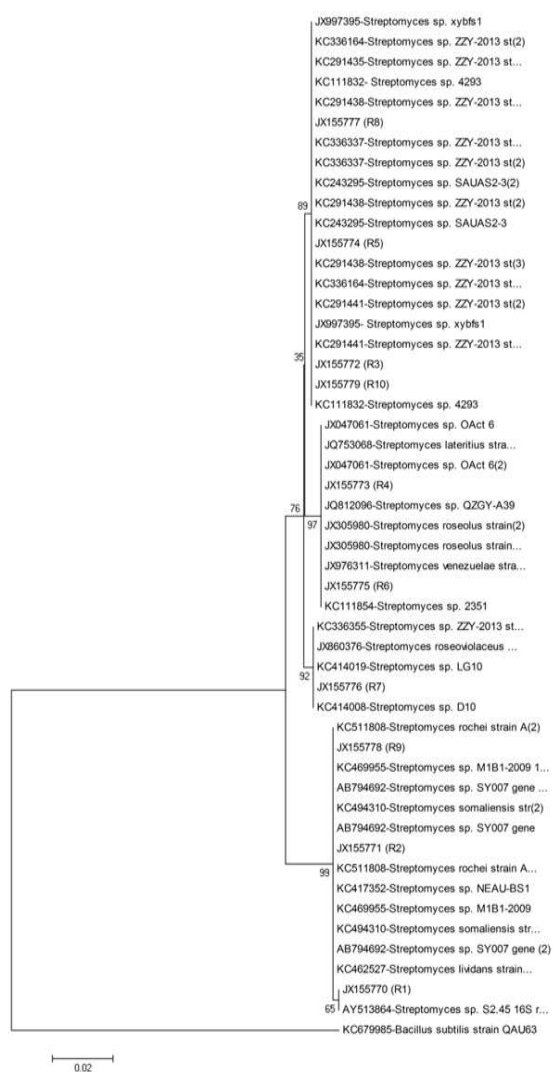 JX997395-Streptomyces sp. xybfs1
KC336164-Streptomyces sp. ZZY-2013 st(2)
KC291435-Streptomyces sp. ZZY-2013 st...
KC111832- Streptomyces sp. 4293
KC291438-Streptomyces sp. ZZY-2013 st...
JX155777 (R8)
KC336337-Streptomyces sp. ZZY-2013 st...
KC336337-Streptomyces sp. ZZY-2013 st(2)
KC243295-Streptomyces sp. SAUAS2-3(2)
KC291438-Streptomyces sp. ZZY-2013 st(2)
89
KC243295-Streptomyces sp. SAUAS2-3
JX155774 (R5)
KC291438-Streptomyces sp. ZZY-2013 st(3)
KC336164-Streptomyces sp. ZZY-2013 st...
KC291441-Streptomyces sp. ZZY-2013 st(2)
JX997395- Streptomyces sp. xybfs1
KC291441-Streptomyces sp. ZZY-2013 st...
35
JX155772 (R3)
JX155779 (R10)
KC111832-Streptomyces sp. 4293
JX047061-Streptomyces sp. OAct 6
JQ753068-Streptomyces lateritius stra...
JX047061-Streptomyces sp. OAct 6(2)
JX155773 (R4)
JQ812096-Streptomyces sp. QZGY-A39
76
97
JX305980-Streptomyces roseolus strain(2)
JX305980-Streptomyces roseolus strain...
JX976311-Streptomyces venezuelae stra...
JX155775 (R6)
KC111854-Streptomyces sp. 2351
KC336355-Streptomyces sp. ZZY-2013 st...
JX860376-Streptomyces roseoviolaceus ...
KC414019-Streptomyces sp. LG10
92
JX155776 (R7)
KC414008-Streptomyces sp. D10
KC511808-Streptomyces rochei strain A(2)
JX155778 (R9)
KC469955-Streptomyces sp. M1B1-2009 1...
AB794692-Streptomyces sp. SY007 gene ...
KC494310-Streptomyces somaliensis str(2)
AB794692-Streptomyces sp. SY007 gene
JX155771 (R2)
99
KC511808-Streptomyces rochei strain A...
KC417352-Streptomyces sp. NEAU-BS1
KC469955-Streptomyces sp. M1B1-2009
KC494310-Streptomyces somaliensis str...
AB794692-Streptomyces sp. SY007 gene (2)
KC462527-Streptomyces lividans strain...
JX155770 (R1)
65
AY513864-Streptomyces sp. S2.45 16S r...
KC679985-Bacillus subtilis strain QAU63
0.02